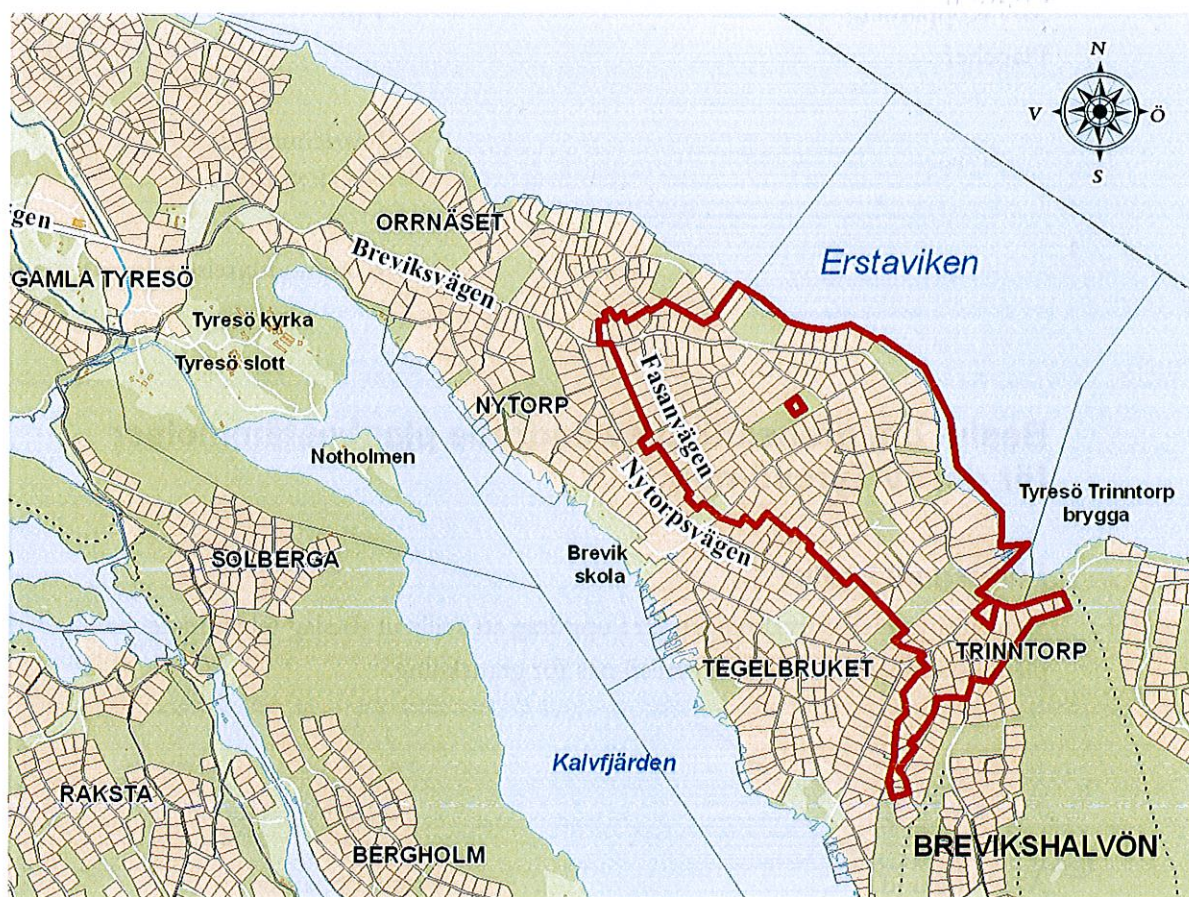 N
V
Ö
S
ORRNÄSET
Breviksvägen
Erstaviken
GAMLA TYRESÖ
Tyresö kyrka
Tyresö slott
NYTORP
Fasanvägen
Notholmen
Nytorpsvägen
Tyresö Trinntorp
brygga
Brevik
skola
SOLBERGA
TEGELBRUKET
TRINNTORP
Kalvfjärden
RAKSTA
BERGHOLM
BREVIKSHALVÖN